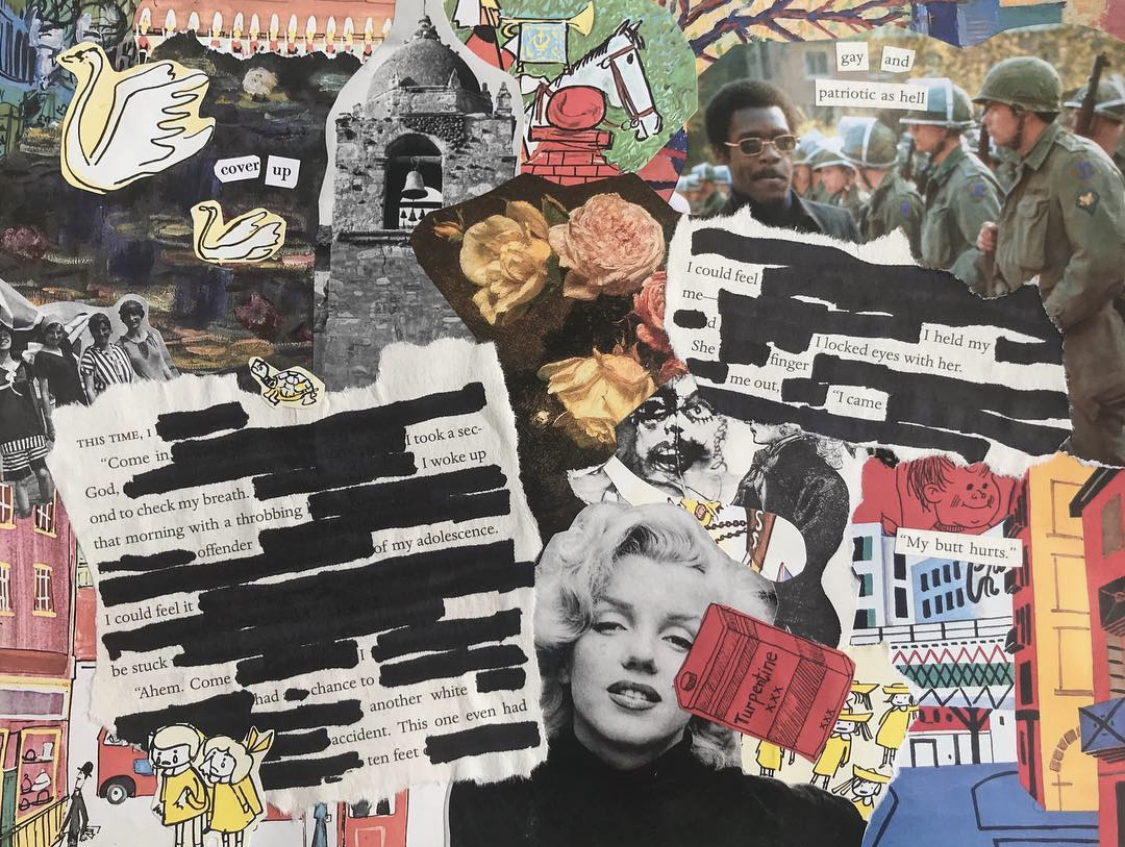 gay and
patriotic as hell
cover up
I could feel
me—
d
I held my
She
finger
I locked eyes with her.
me out,
"I came
THIS TIME, I
I took a sec-
"Come in
I woke up
God,
ond to check my breath.
that morning with a throbbing
offender
of my adolescence.
I could feel it
be stuck
I
"Ahem. Come
had
chance to
another white
accident. This one even had
ten feet
"My butt hurts."
Turpentine
xxx
xxx